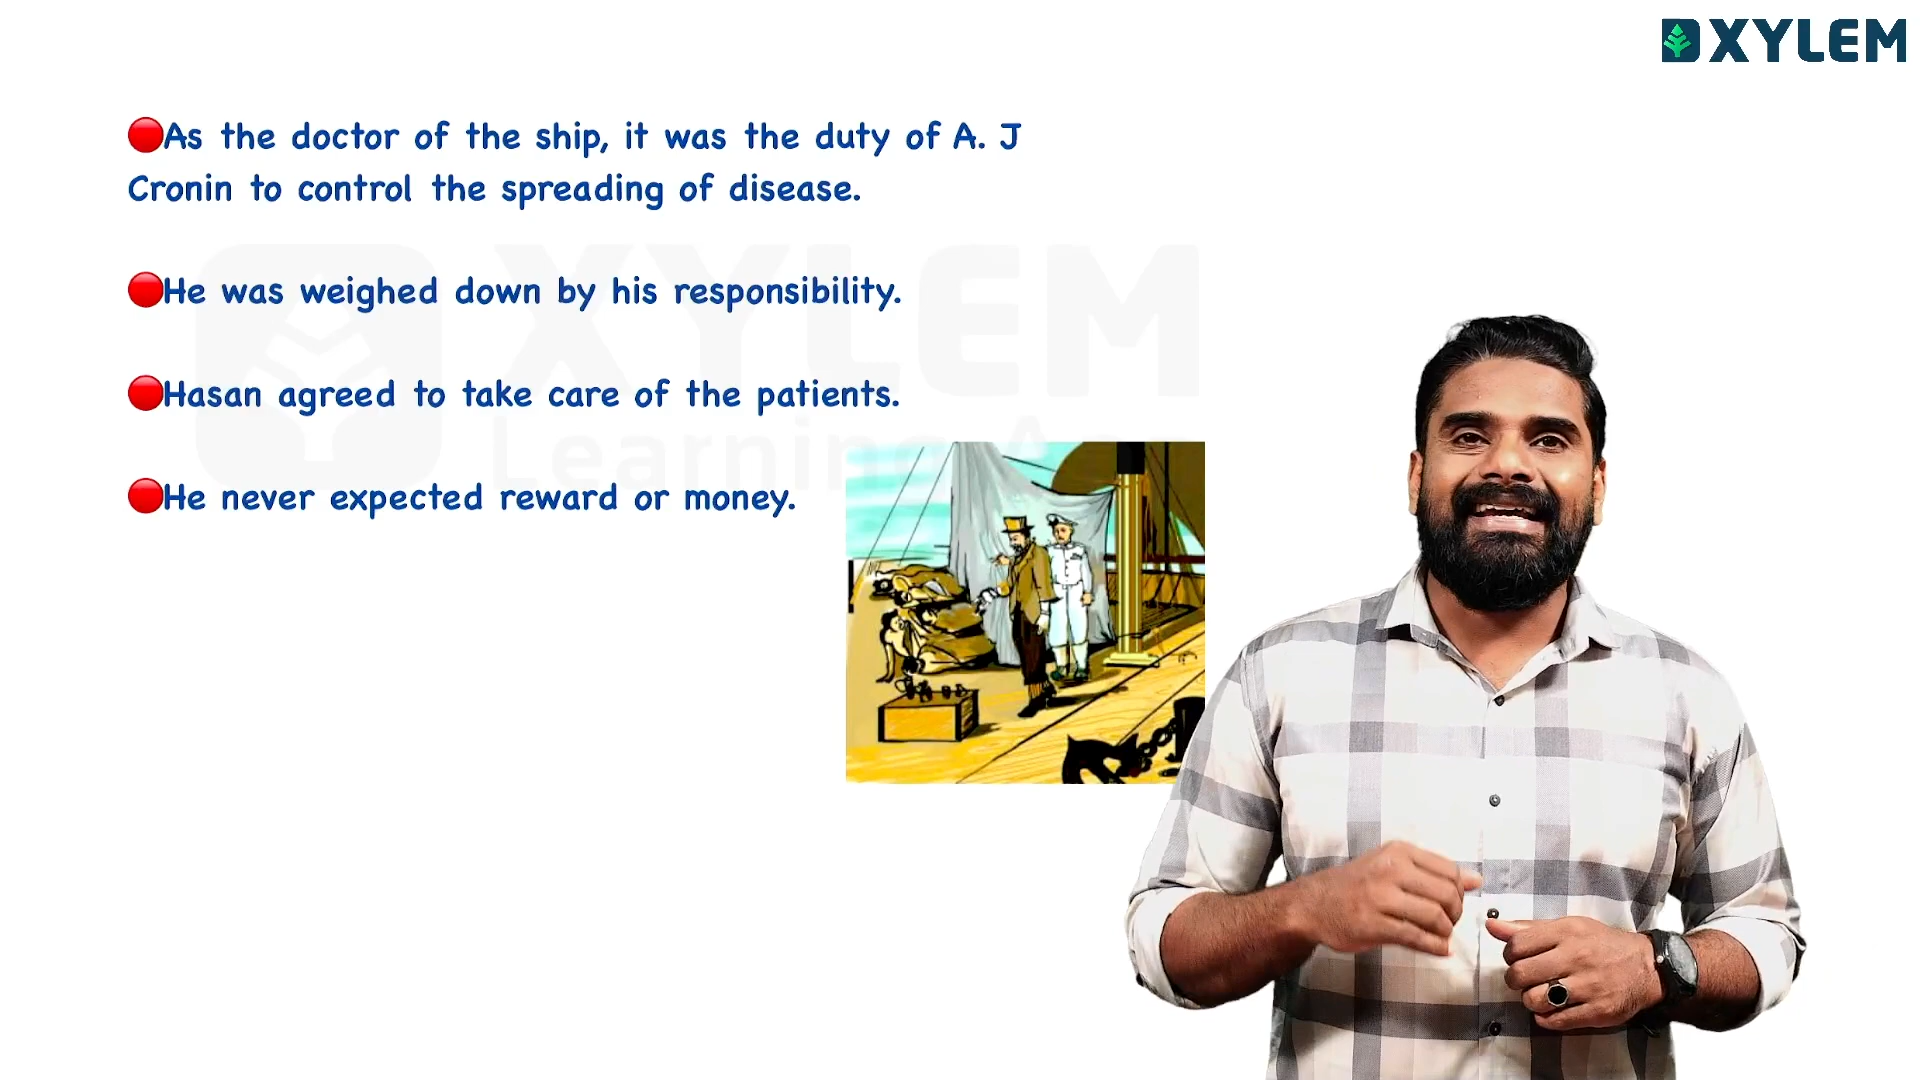 XYLEM
🔴As the doctor of the ship, it was the duty of A. J
Cronin to control the spreading of disease.
🔴He was weighed down by his responsibility.
🔴Hasan agreed to take care of the patients.
🔴He never expected reward or money.
XYLEM
Learning A